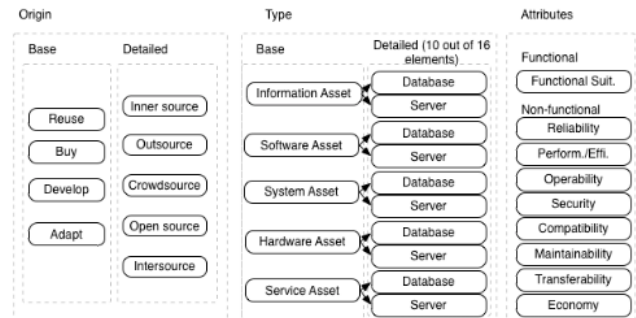 Origin
Base
Detailed
Reuse
Buy
Develop
Adapt
Inner source
Outsource
Crowdsource
Open source
Intersource
Type
Base
Detailed (10 out of 16
elements)
Information Asset
Database
Server
Software Asset
Database
Server
System Asset
Database
Server
Hardware Asset
Database
Server
Service Asset
Database
Server
Attributes
Functional
Functional Suit.
Non-functional
Reliability
Perform./Effi.
Operability
Security
Compatibility
Maintainability
Transferability
Economy